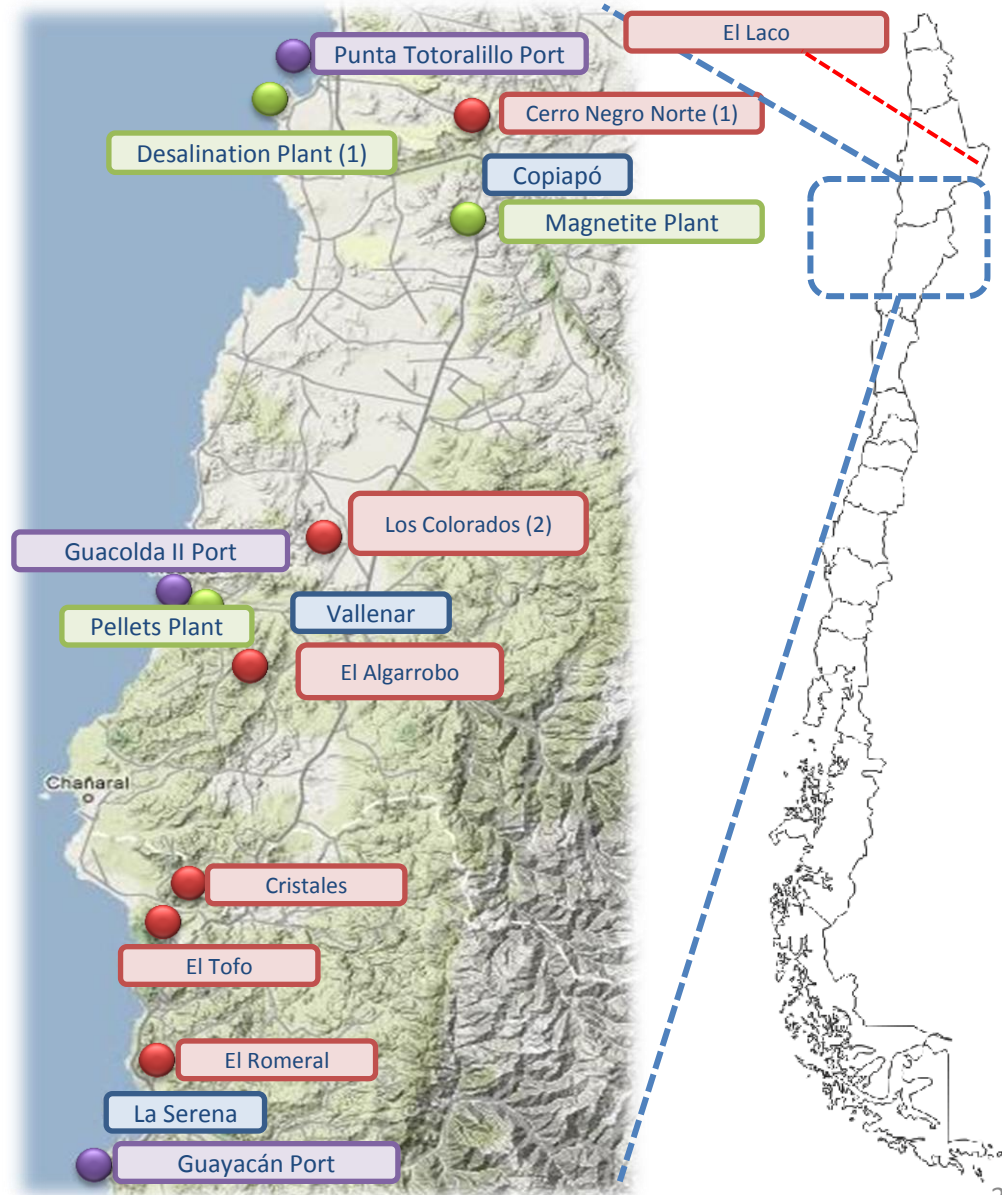 El Laco
Punta Totoralillo Port
Cerro Negro Norte (1)
Desalination Plant (1)
Copiapó
Magnetite Plant
Los Colorados (2)
Guacolda II Port
Vallenar
Pellets Plant
El Algarrobo
Chañaral
Cristales
El Tofo
El Romeral
La Serena
Guayacán Port